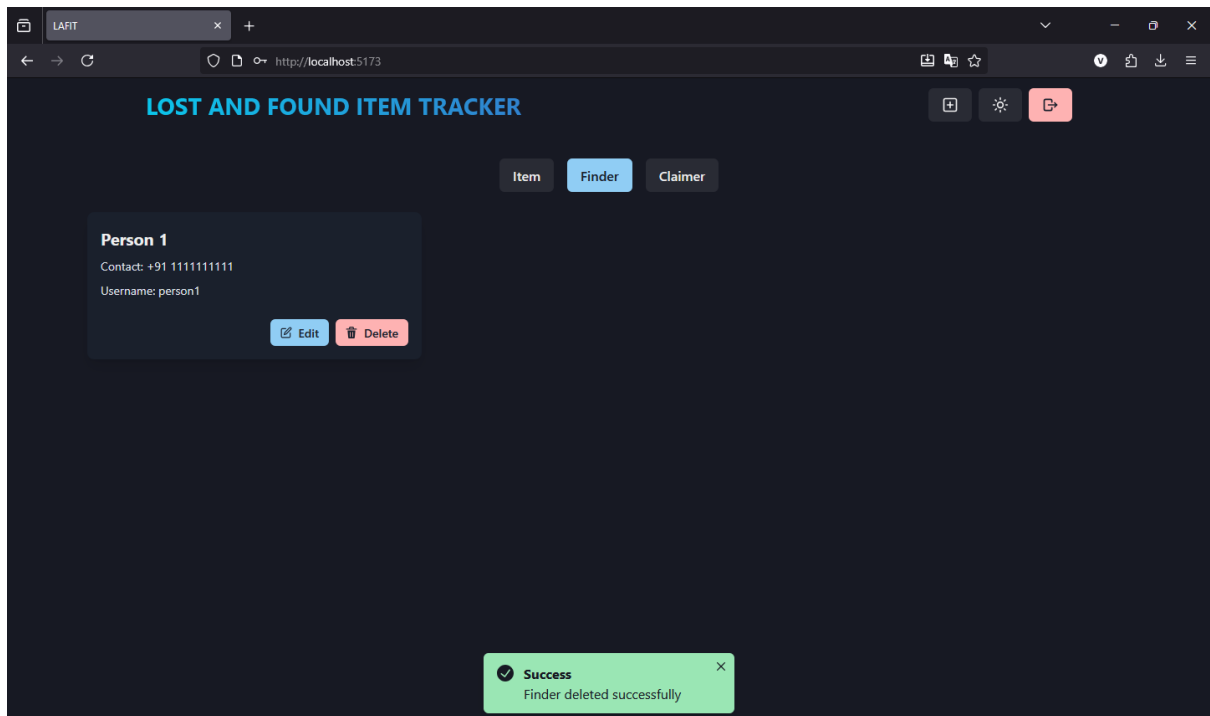 LAFIT
http://localhost:5173
V
LOST AND FOUND ITEM TRACKER
Item Finder Claimer
Person 1
Contact: +91 1111111111
Username: person1
Edit Delete
Success
Finder deleted successfully